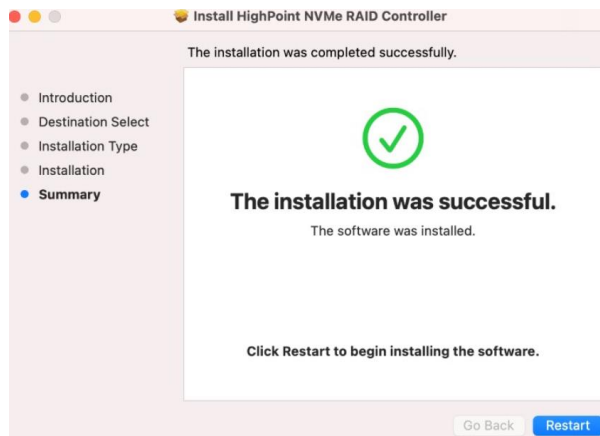 Install HighPoint NVMe RAID Controller
The installation was completed successfully.
Introduction
Destination Select
Installation Type
Installation
Summary
The installation was successful.
The software was installed.
Click Restart to begin installing the software.
Go Back
Restart